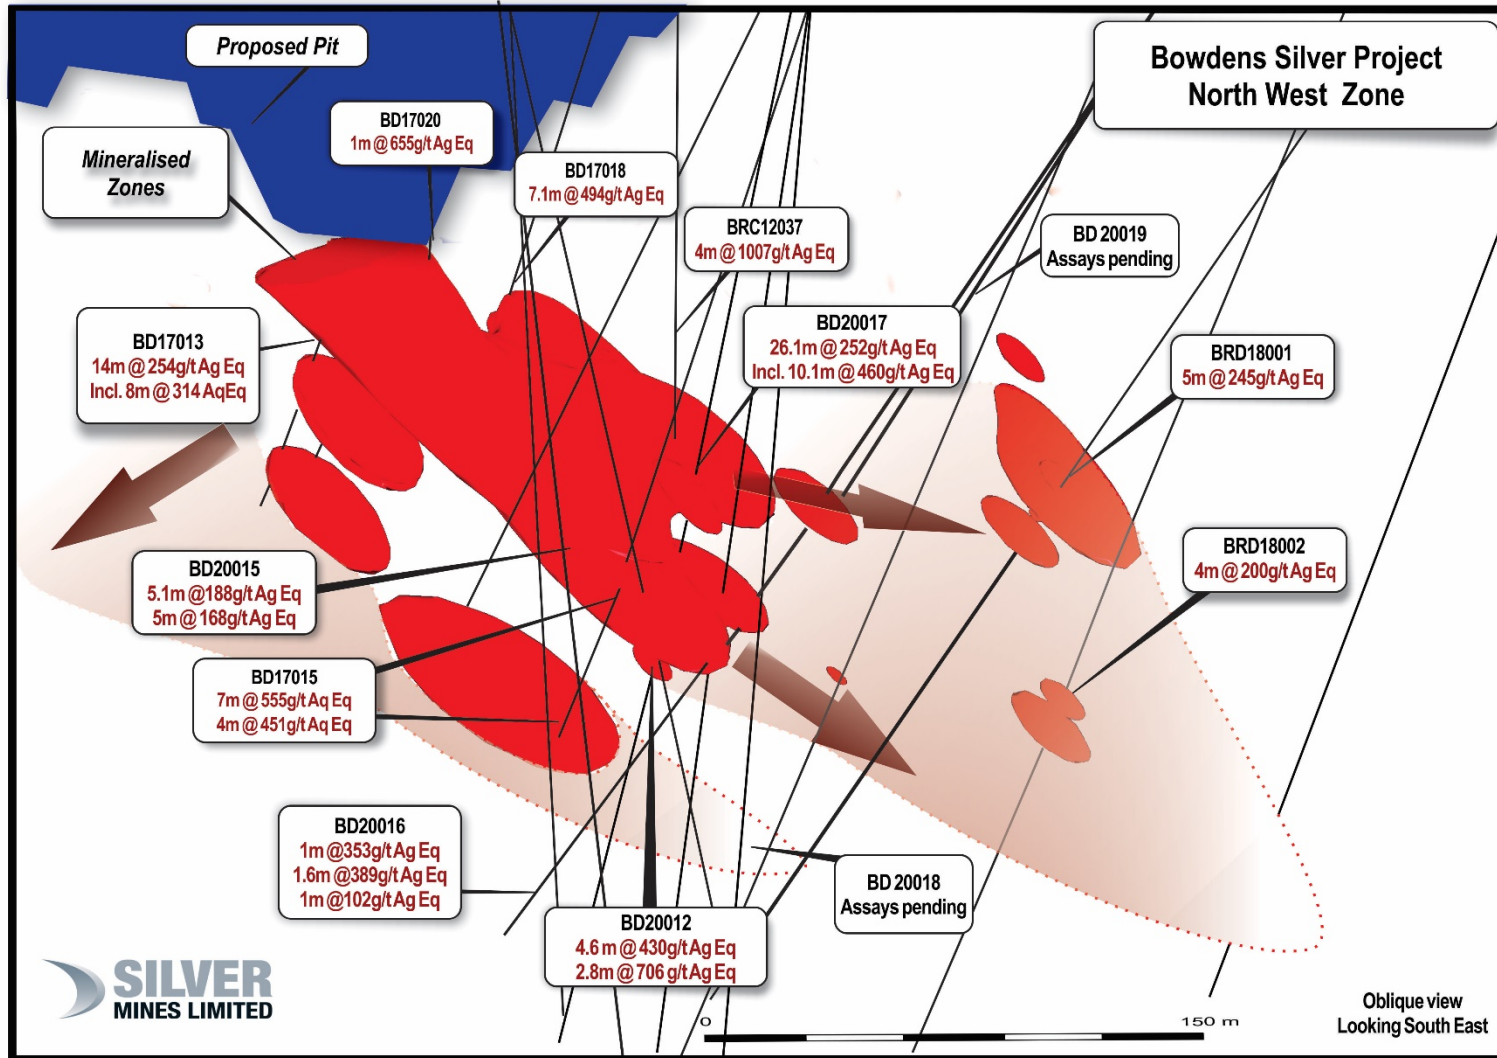 Proposed Pit
Bowdens Silver Project
North West Zone
BD17020
1m @ 655g/t Ag Eq
Mineralised
Zones
BD17018
7.1m @ 494g/t Ag Eq
BRC12037
4m @ 1007g/t Ag Eq
BD 20019
Assays pending
BD17013
14m @ 254g/t Ag Eq
Incl. 8m @ 314 AqEq
BD20017
26.1m @ 252g/t Ag Eq
Incl. 10.1m @ 460g/t Ag Eq
BRD18001
5m @ 245g/t Ag Eq
BD20015
5.1m @188g/t Ag Eq
5m @ 168g/t Ag Eq
BRD18002
4m @ 200g/t Ag Eq
BD17015
7m @ 555g/t Aq Eq
4m @ 451g/t Aq Eq
BD20016
1m @353g/t Ag Eq
1.6m @389g/t Ag Eq
1m @102g/t Ag Eq
BD 20018
Assays pending
BD20012
4.6 m @ 430g/t Ag Eq
2.8m @ 706 g/t Ag Eq
SILVER
MINES LIMITED
0 150 m
Oblique view
Looking South East